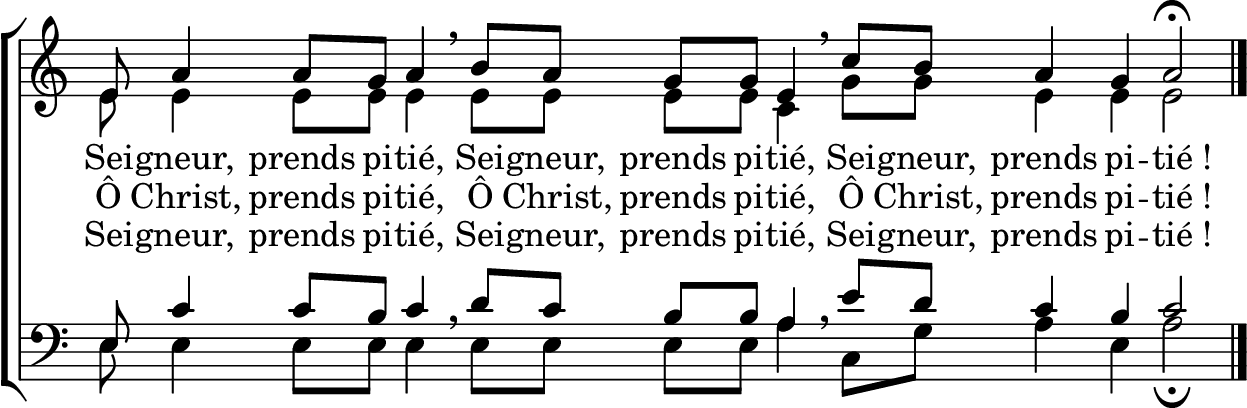 Seigneur, prends pitié, Seigneur, prends pitié, Seigneur, prends pi - tié !
Ô Christ, prends pitié, Ô Christ, prends pitié, Ô Christ, prends pi - tié !
Seigneur, prends pitié, Seigneur, prends pitié, Seigneur, prends pi - tié !